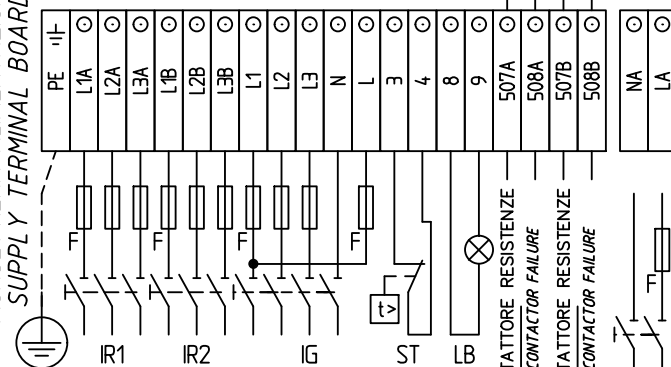 SUPPLY TERMINAL BOARD
PE
L1A
L2A
L3A
L1B
L2B
L3B
L1
L2
L3
N
L
3
4
8
9
507A
508A
507B
508B
NA
LA
F
F
F
F
F
t>
TATTORE RESISTENZE
CONTACTOR FAILURE
TATTORE RESISTENZE
CONTACTOR FAILURE
IR1
IR2
IG
ST
LB